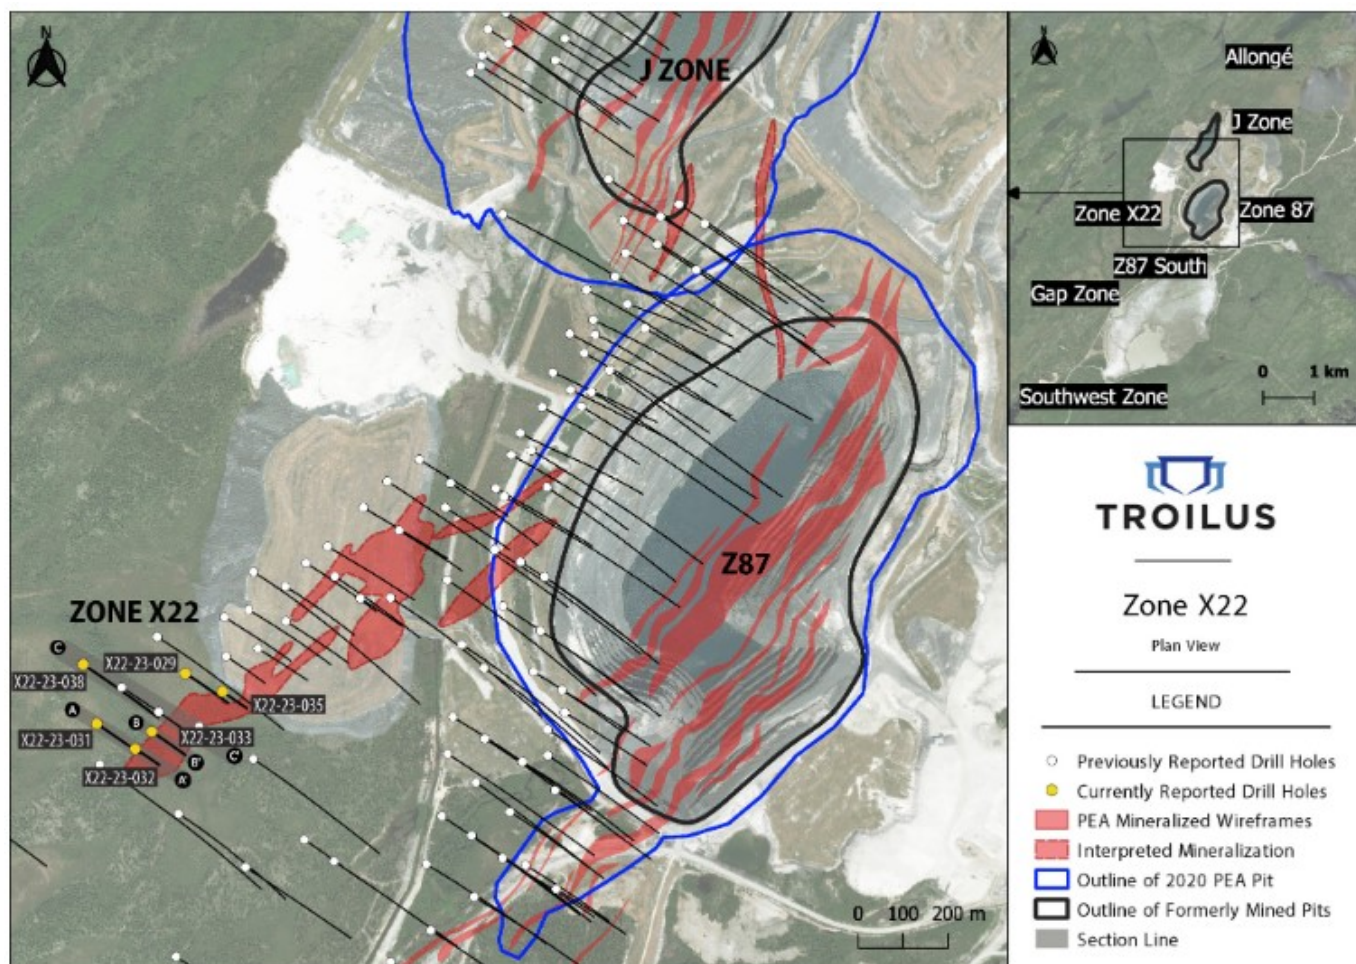 N
J ZONE
Z87
ZONE X22
C
X22-23-029
X22-23-038
X22-23-035
A
B
X22-23-031
X22-23-033
C'
B'
X22-23-032
A'
0 100 200 m
N
Allongé
J Zone
Zone X22
Zone 87
Z87 South
Gap Zone
0 1 km
Southwest Zone
TROILUS
Zone X22
Plan View
LEGEND
Previously Reported Drill Holes
Currently Reported Drill Holes
PEA Mineralized Wireframes
Interpreted Mineralization
Outline of 2020 PEA Pit
Outline of Formerly Mined Pits
Section Line